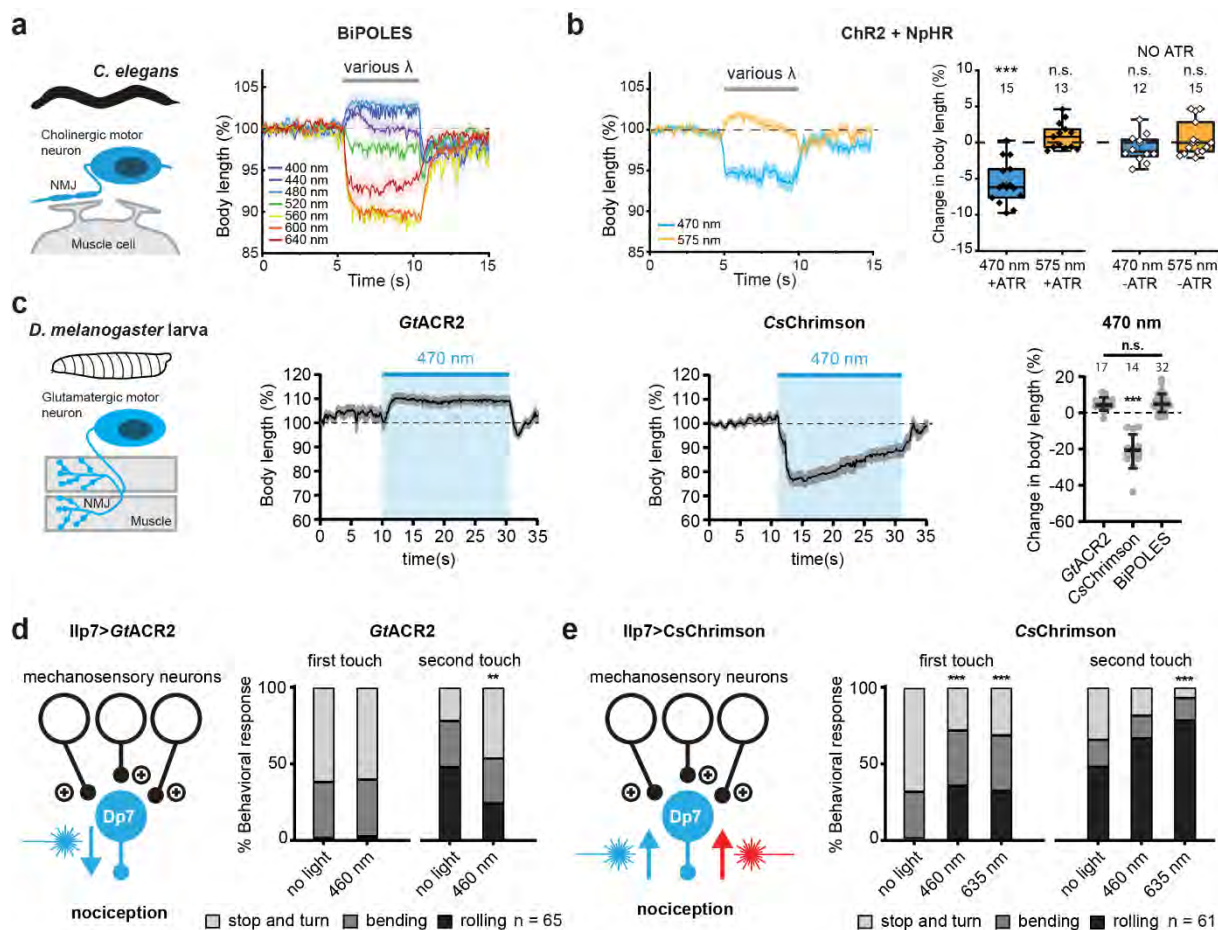 a
C. elegans
Cholinergic motor
neuron
NMJ
Muscle cell
BiPOLES
various λ
Body length (%)
105
100
95
90
85
400 nm
440 nm
480 nm
520 nm
560 nm
600 nm
640 nm
0
5
10
15
Time (s)
b
ChR2 + NpHR
various λ
Body length (%)
105
100
95
90
85
470 nm
575 nm
0
5
10
15
Time (s)
NO ATR
*** n.s. n.s. n.s.
15 13 12 15
Change in body length (%)
10
5
0
-5
-10
-15
470 nm 575 nm 470 nm 575 nm
+ATR +ATR -ATR -ATR
c
D. melanogaster larva
Glutamatergic motor
neuron
NMJ
Muscle
GtACR2
470 nm
Body length (%)
120
110
100
90
80
70
60
0 5 10 15 20 25 30 35
time(s)
CsChrimson
470 nm
Body length (%)
120
110
100
90
80
70
60
0 5 10 15 20 25 30 35
time(s)
470 nm
n.s.
17 14 32
***
Change in body length (%)
20
0
-20
-40
-60
GtACR2
CsChrimson
BiPOLES
d
Ilp7>GtACR2
mechanosensory neurons
+
+
+
Dp7
nociception
GtACR2
first touch second touch
**
% Behavioral response
100
50
0
no light
460 nm
no light
460 nm
stop and turn bending rolling n = 65
e
Ilp7>CsChrimson
mechanosensory neurons
+
+
+
Dp7
nociception
CsChrimson
first touch second touch
*** *** ***
% Behavioral response
100
50
0
no light
460 nm
635 nm
no light
460 nm
635 nm
stop and turn bending rolling n = 61